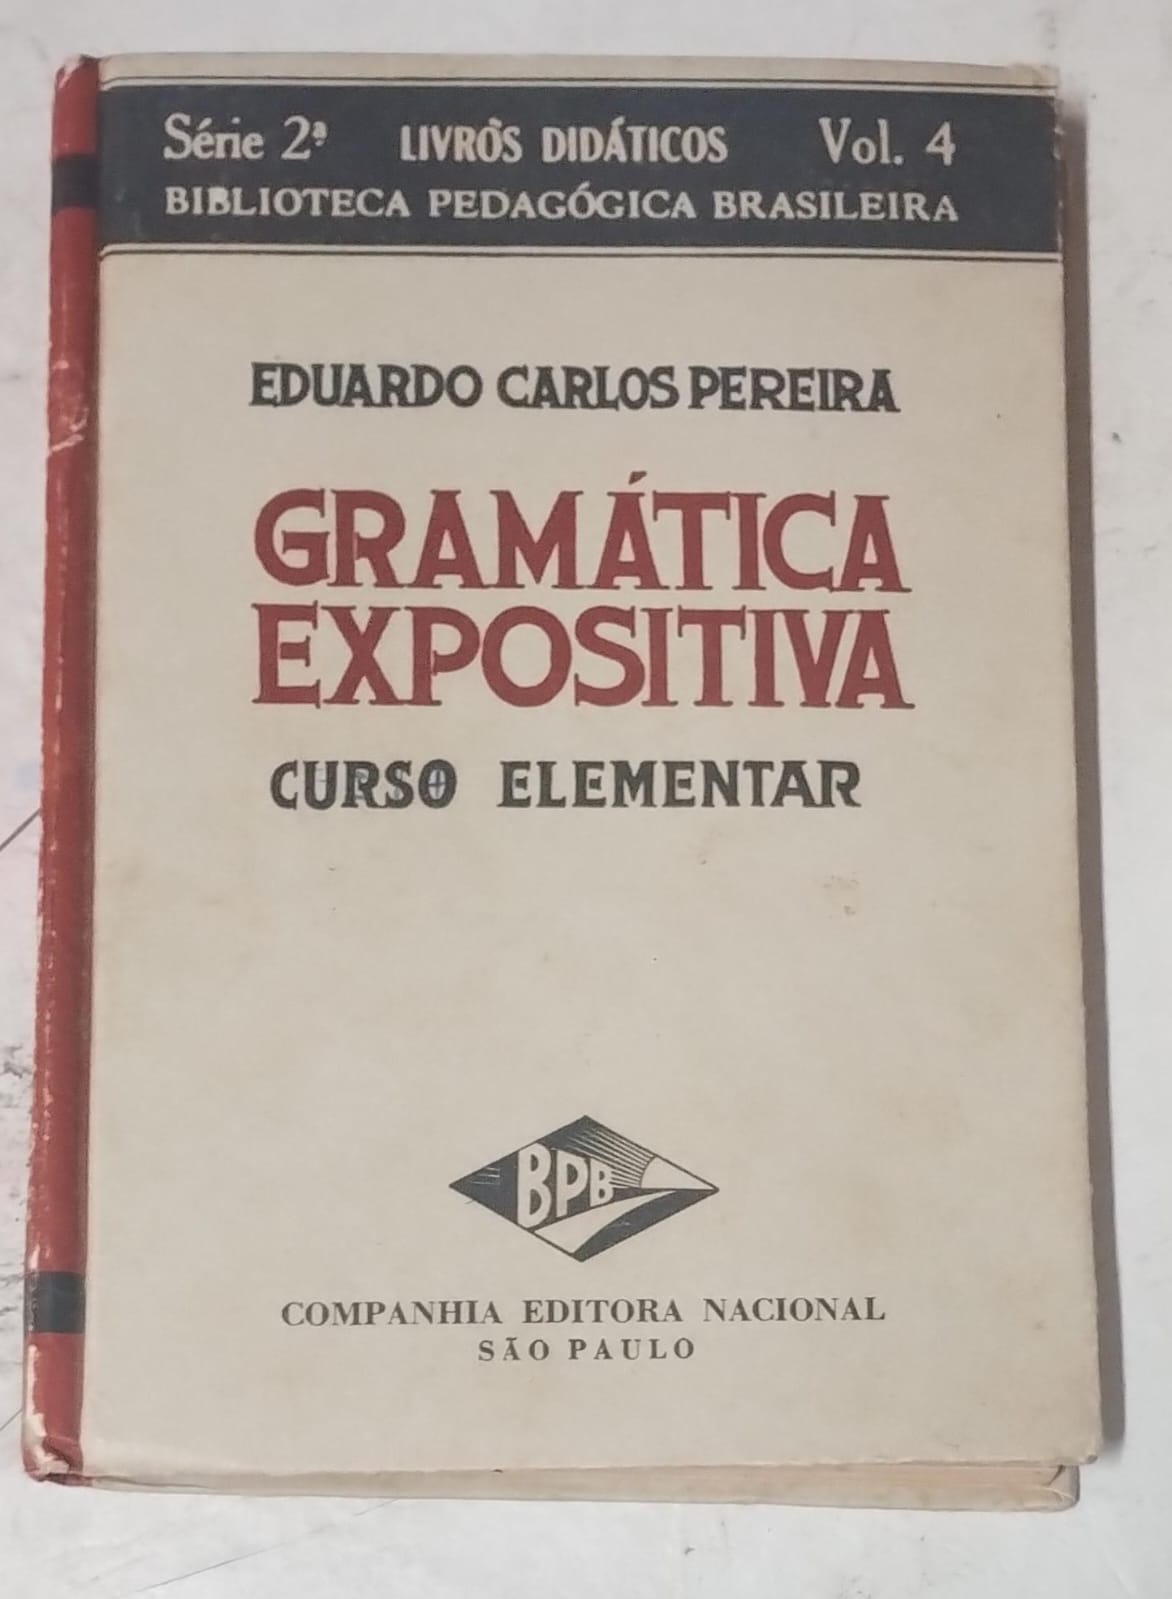 Série 2ª LIVROS DIDÁTICOS Vol. 4
BIBLIOTECA PEDAGÓGICA BRASILEIRA
EDUARDO CARLOS PEREIRA
GRAMÁTICA
EXPOSITIVA
CURSO ELEMENTAR
BPB
COMPANHIA EDITORA NACIONAL
SÃO PAULO